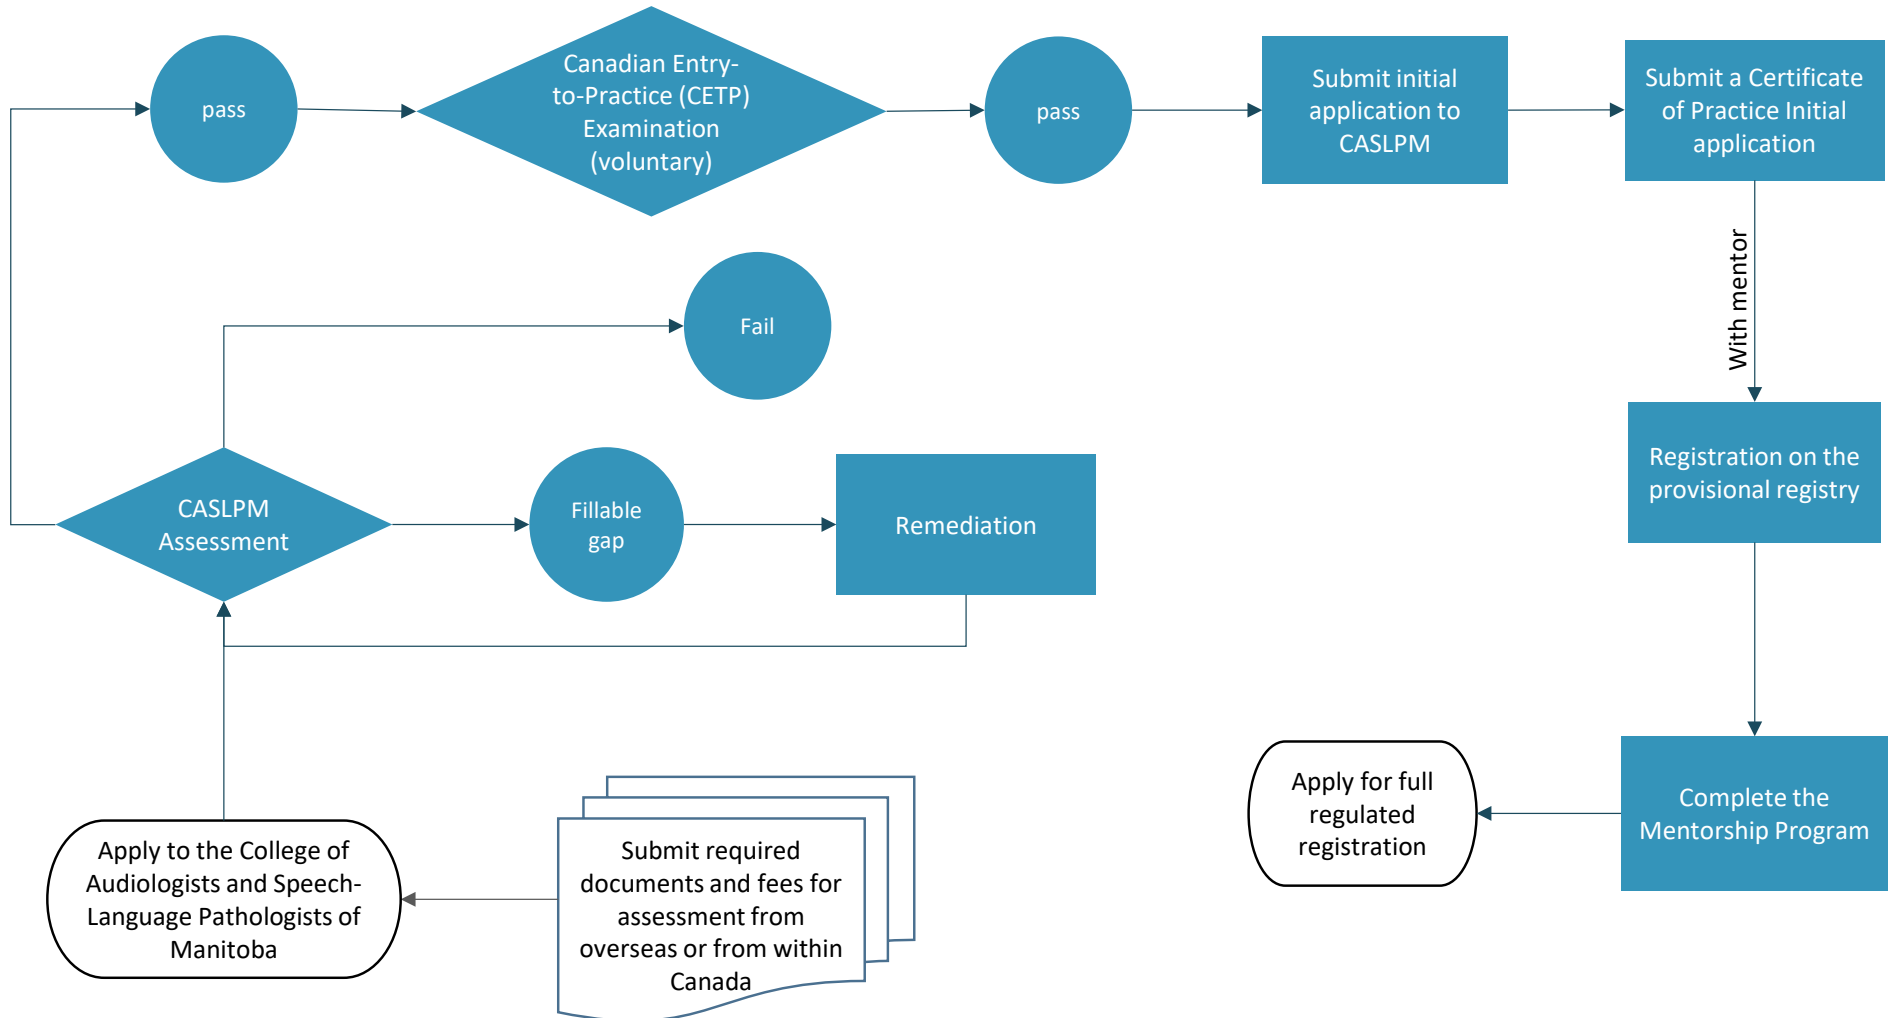 pass
Canadian Entry-
to-Practice (CETP)
Examination
(voluntary)
pass
Submit initial
application to
CASLPM
Submit a Certificate
of Practice Initial
application
With mentor
Fail
CASLPM
Assessment
Fillable
gap
Remediation
Registration on the
provisional registry
Apply to the College of
Audiologists and Speech-
Language Pathologists of
Manitoba
Submit required
documents and fees for
assessment from
overseas or from within
Canada
Apply for full
regulated
registration
Complete the
Mentorship Program